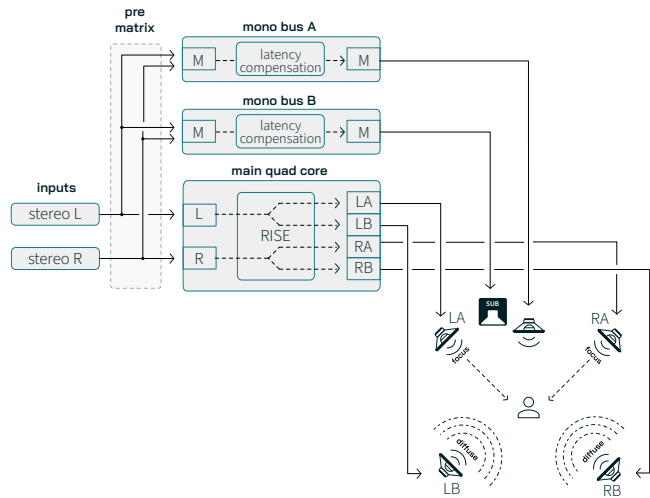 pre
matrix
mono bus A
M
latency
compensation
M
mono bus B
M
latency
compensation
M
main quad core
inputs
stereo L
stereo R
L
R
RISE
LA
LB
RA
RB
SUB
LA
RA
focus
focus
diffuse
diffuse
LB
RB